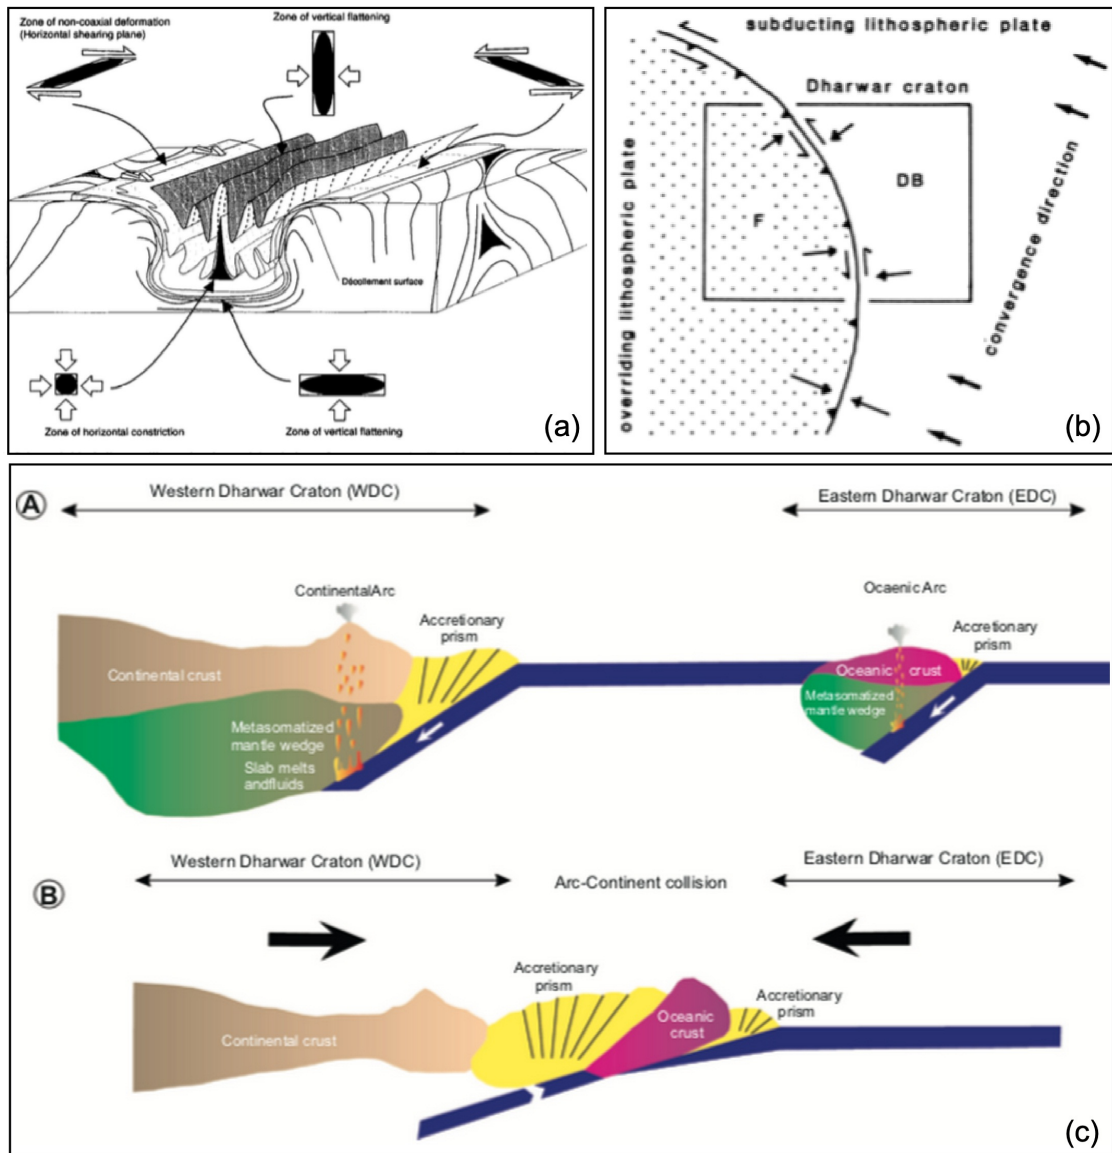 Zone of non-coaxial deformation
(Horizontal shearing plane)
Zone of vertical flattening
Décollement surface
Zone of horizontal constriction
Zone of vertical flattening
(a)
subducting lithospheric plate
Dharwar craton
overriding lithospheric plate
F
DB
convergence direction
(b)
A
Western Dharwar Craton (WDC)
Eastern Dharwar Craton (EDC)
ContinentalArc
Accretionary
prism
Continental crust
Metasomatized
mantle wedge
Slab melts
andfluids
OcaenicArc
Accretionary
prism
Oceanic crust
Metasomatized
mantle wedge
B
Western Dharwar Craton (WDC)
Arc-Continent collision
Eastern Dharwar Craton (EDC)
Accretionary
prism
Oceanic
crust
Accretionary
prism
Continental crust
(c)